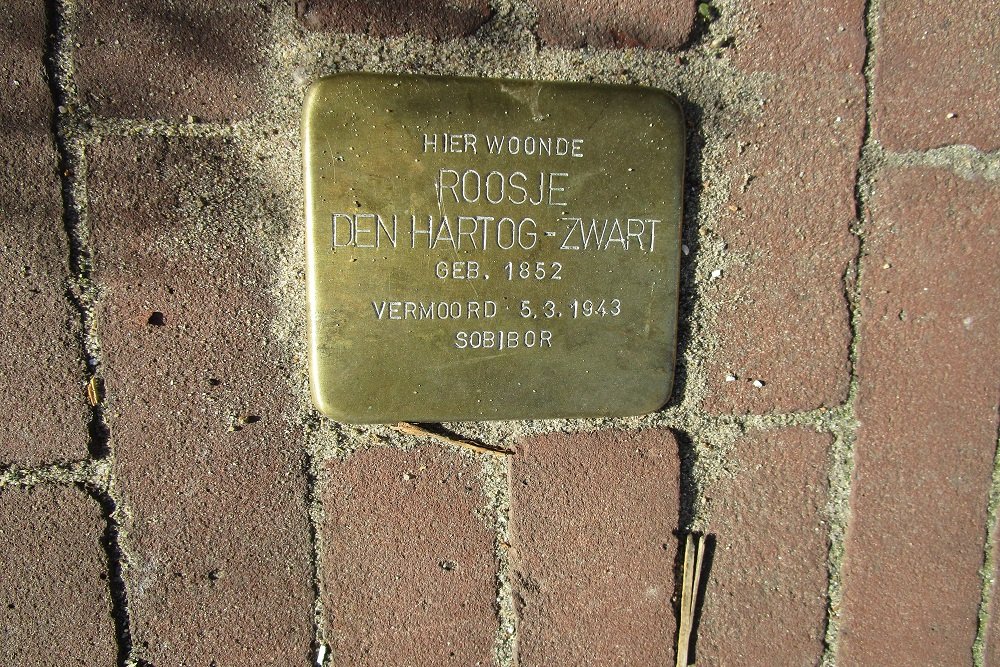 HIER WOONDE
ROOSJE
DEN HARTOG-ZWART
GEB. 1852
VERMOORD 5.3.1943
SOBIBOR